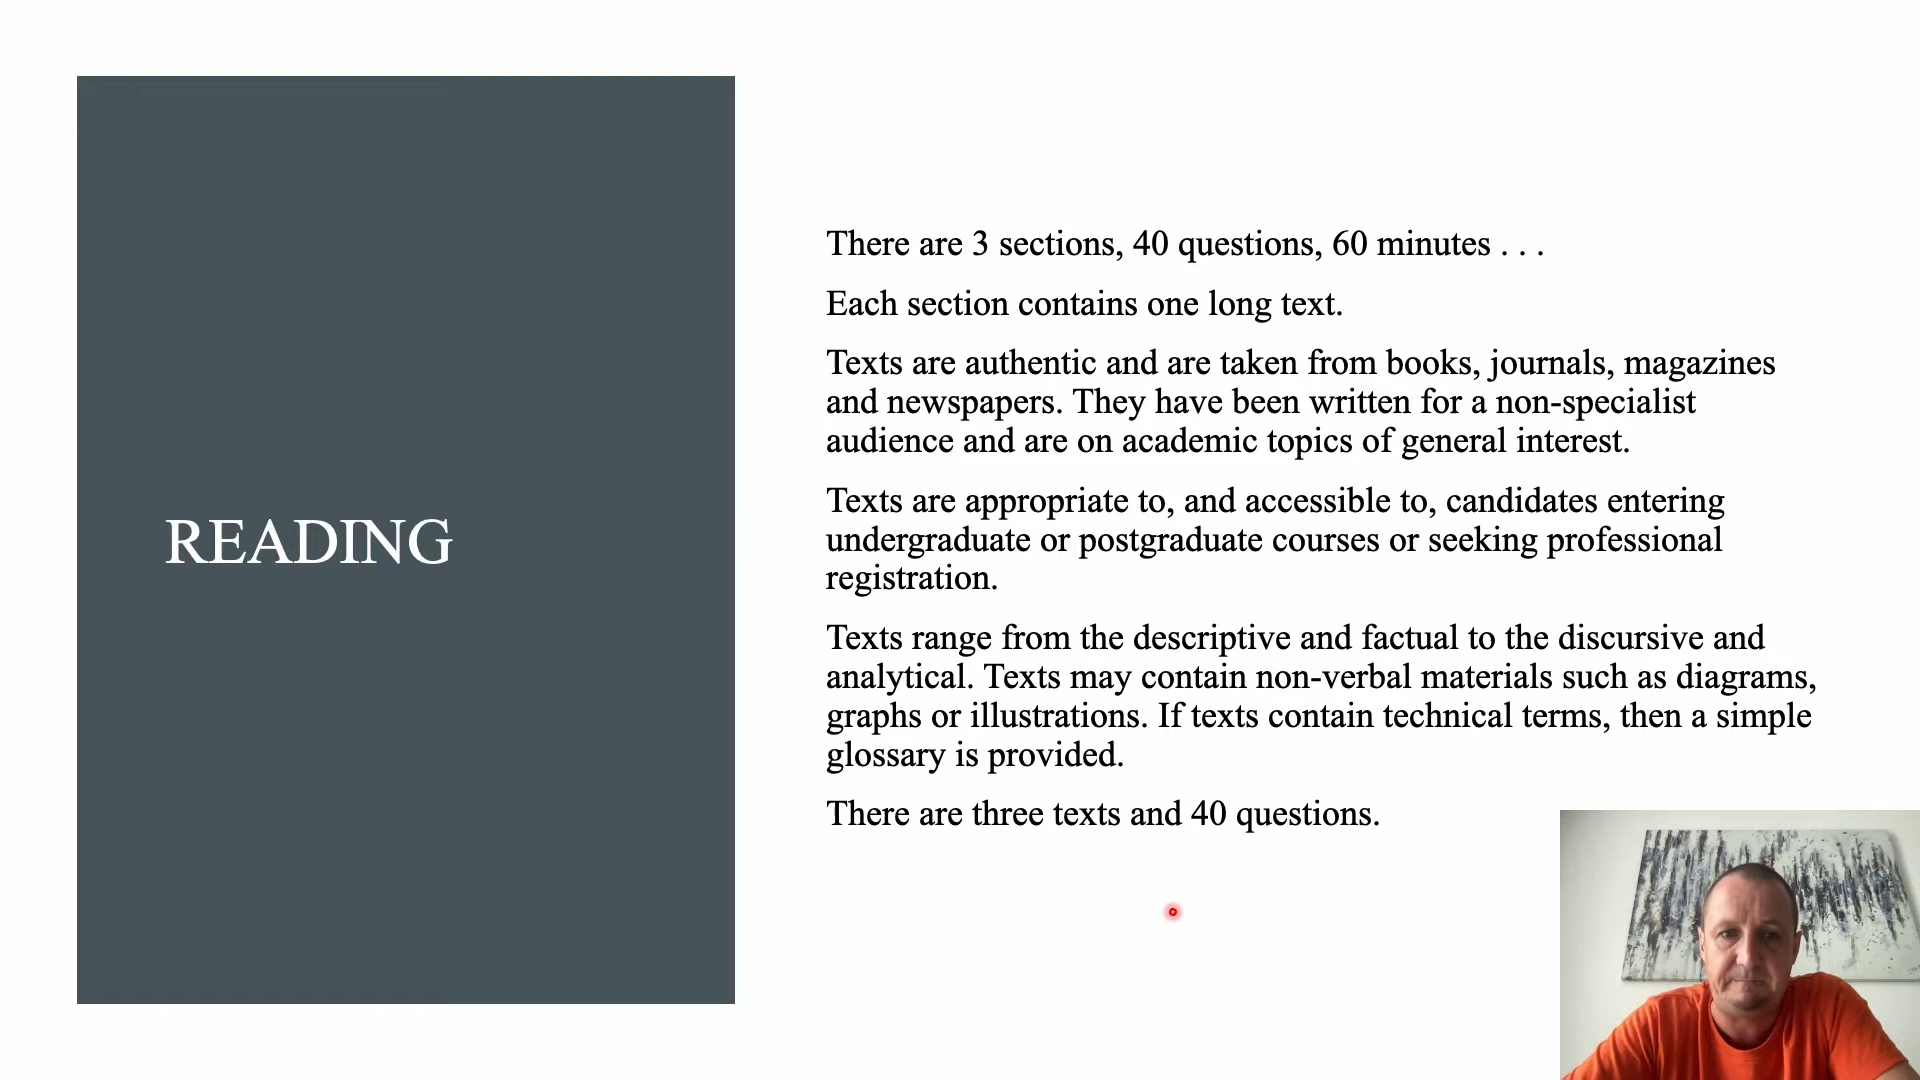 READING
There are 3 sections, 40 questions, 60 minutes . . .
Each section contains one long text.
Texts are authentic and are taken from books, journals, magazines
and newspapers. They have been written for a non-specialist
audience and are on academic topics of general interest.
Texts are appropriate to, and accessible to, candidates entering
undergraduate or postgraduate courses or seeking professional
registration.
Texts range from the descriptive and factual to the discursive and
analytical. Texts may contain non-verbal materials such as diagrams,
graphs or illustrations. If texts contain technical terms, then a simple
glossary is provided.
There are three texts and 40 questions.